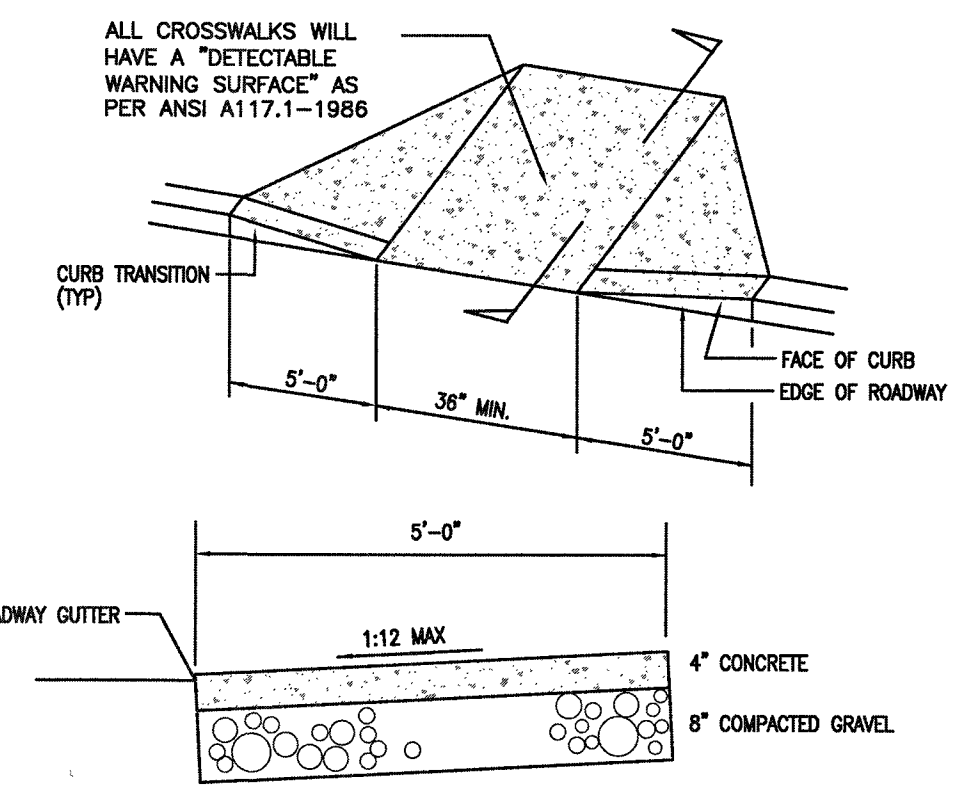 ALL CROSSWALKS WILL
HAVE A "DETECTABLE
WARNING SURFACE" AS
PER ANSI A117.1-1986
CURB TRANSITION
(TYP)
FACE OF CURB
EDGE OF ROADWAY
5'-0"
36" MIN.
5'-0"
5'-0"
ADWAY GUTTER
1:12 MAX
4" CONCRETE
8" COMPACTED GRAVEL